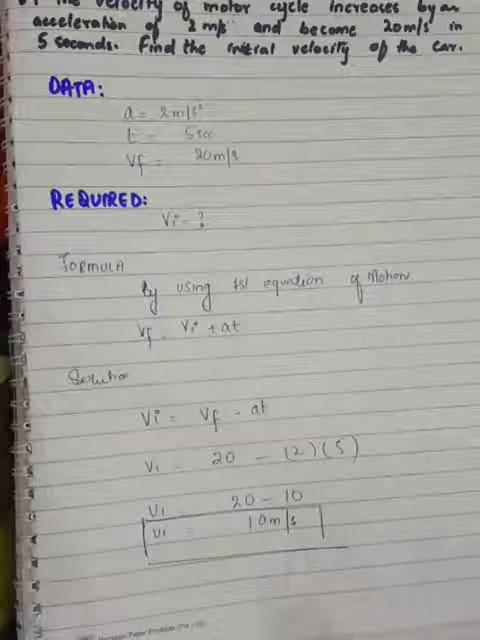 The velocity of motor cycle increases by an
acceleration of 2 m/s² and become 20m/s in
5 seconds. Find the initial velocity of the car.
DATA:
a = 2m/s²
t = 5sec
Vf = 20m/s
REQUIRED:
Vi = ?
FORMULA
By using 1st equation of Motion
Vf = Vi + at
Solution
Vi = Vf - at
Vi = 20 - (2)(5)
Vi = 20 - 10
Vi = 10m/s